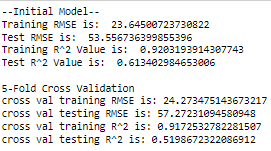 --Initial Model--
Training RMSE is:  23.64500723730822
Test RMSE is:  53.556736399855396
Training R^2 Value is:  0.9203193914307743
Test R^2 Value is:  0.613402984653006
5-Fold Cross Validation
cross val training RMSE is: 24.273475143673217
cross val testing RMSE is: 57.27231094580948
cross val training R^2 is: 0.9172532782281507
cross val testing R^2 is: 0.5198672322086912